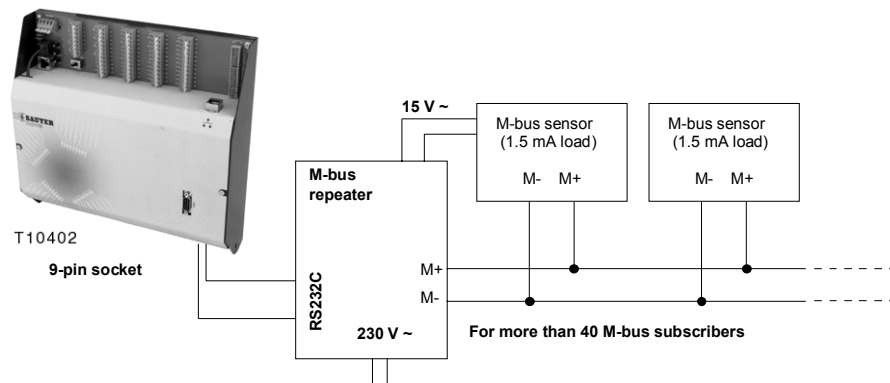 SAUTER
T10402
9-pin socket
15 V ~
M-bus
repeater
RS232C
230 V ~
M+
M-
M-bus sensor
(1.5 mA load)
M- M+
M-bus sensor
(1.5 mA load)
M- M+
For more than 40 M-bus subscribers